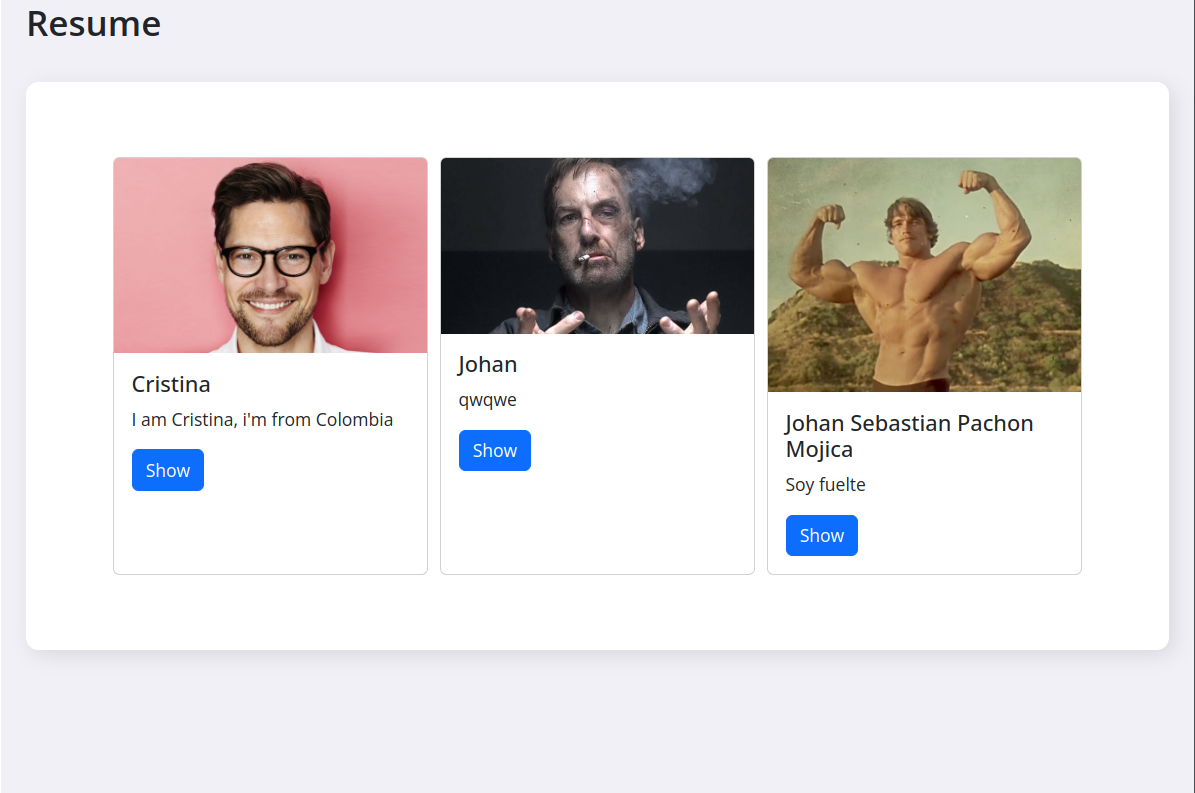 Resume
Cristina
I am Cristina, i'm from Colombia
Show
Johan
qwqwe
Show
Johan Sebastian Pachon
Mojica
Soy fuelte
Show